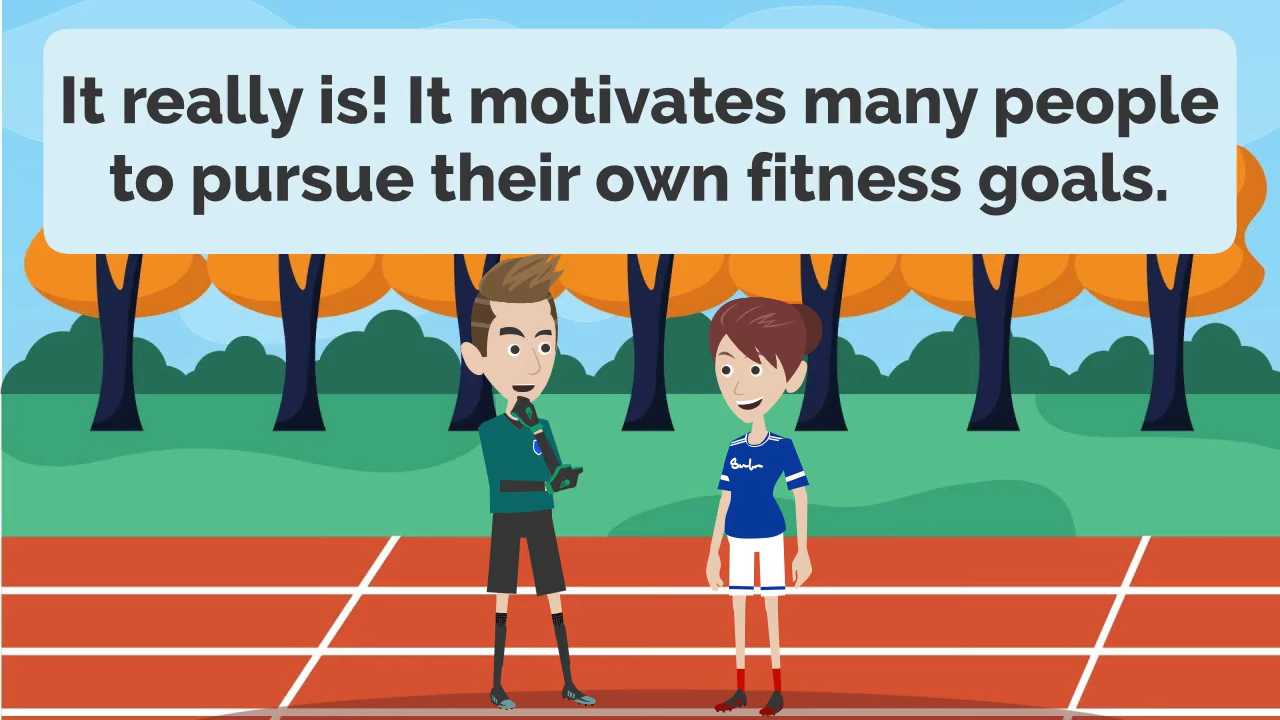 It really is! It motivates many people
to pursue their own fitness goals.